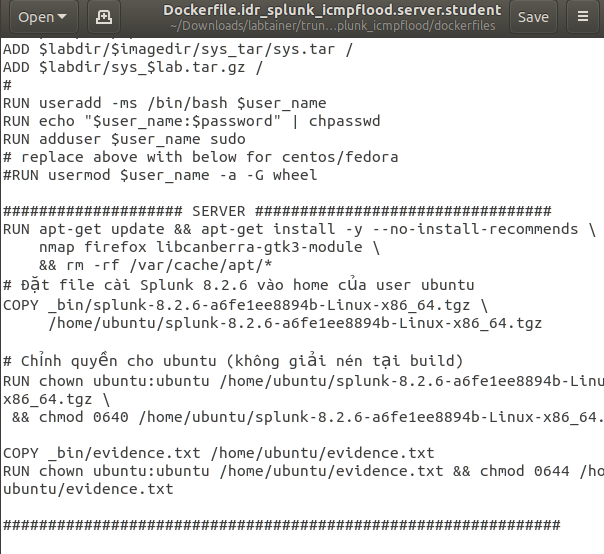 Open
Dockerfile.idr_splunk_icmpflood.server.student
~/Downloads/labtainer/trun…plunk_icmpflood/dockerfiles
Save
ADD $labdir/$imagedir/sys_tar/sys.tar /
ADD $labdir/sys_$lab.tar.gz /
#
RUN useradd -ms /bin/bash $user_name
RUN echo "$user_name:$password" | chpasswd
RUN adduser $user_name sudo
# replace above with below for centos/fedora
#RUN usermod $user_name -a -G wheel
#################### SERVER #################################
RUN apt-get update && apt-get install -y --no-install-recommends \
nmap firefox libcanberra-gtk3-module \
&& rm -rf /var/cache/apt/*
# Đặt file cài Splunk 8.2.6 vào home của user ubuntu
COPY _bin/splunk-8.2.6-a6fe1ee8894b-Linux-x86_64.tgz \
/home/ubuntu/splunk-8.2.6-a6fe1ee8894b-Linux-x86_64.tgz
# Chỉnh quyền cho ubuntu (không giải nén tại build)
RUN chown ubuntu:ubuntu /home/ubuntu/splunk-8.2.6-a6fe1ee8894b-Linu
x86_64.tgz \
&& chmod 0640 /home/ubuntu/splunk-8.2.6-a6fe1ee8894b-Linux-x86_64.
COPY _bin/evidence.txt /home/ubuntu/evidence.txt
RUN chown ubuntu:ubuntu /home/ubuntu/evidence.txt && chmod 0644 /ho
ubuntu/evidence.txt
##############################################################